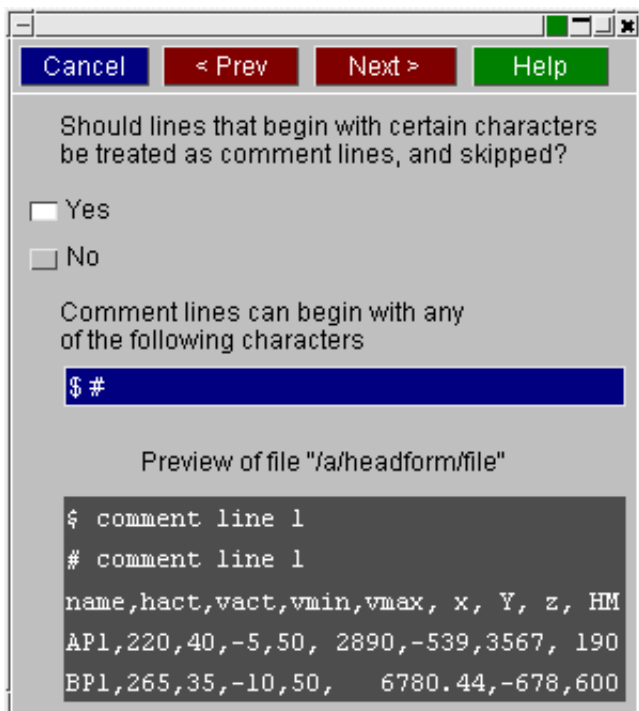 Cancel < Prev Next > Help
Should lines that begin with certain characters
be treated as comment lines, and skipped?
Yes
No
Comment lines can begin with any
of the following characters
$ #
Preview of file "/a/headform/file"
$ comment line 1
# comment line 1
name,hact,vact,vmin,vmax, x, Y, z, HM
AP1,220,40,-5,50, 2890,-539,3567, 190
BP1,265,35,-10,50,   6780.44,-678,600